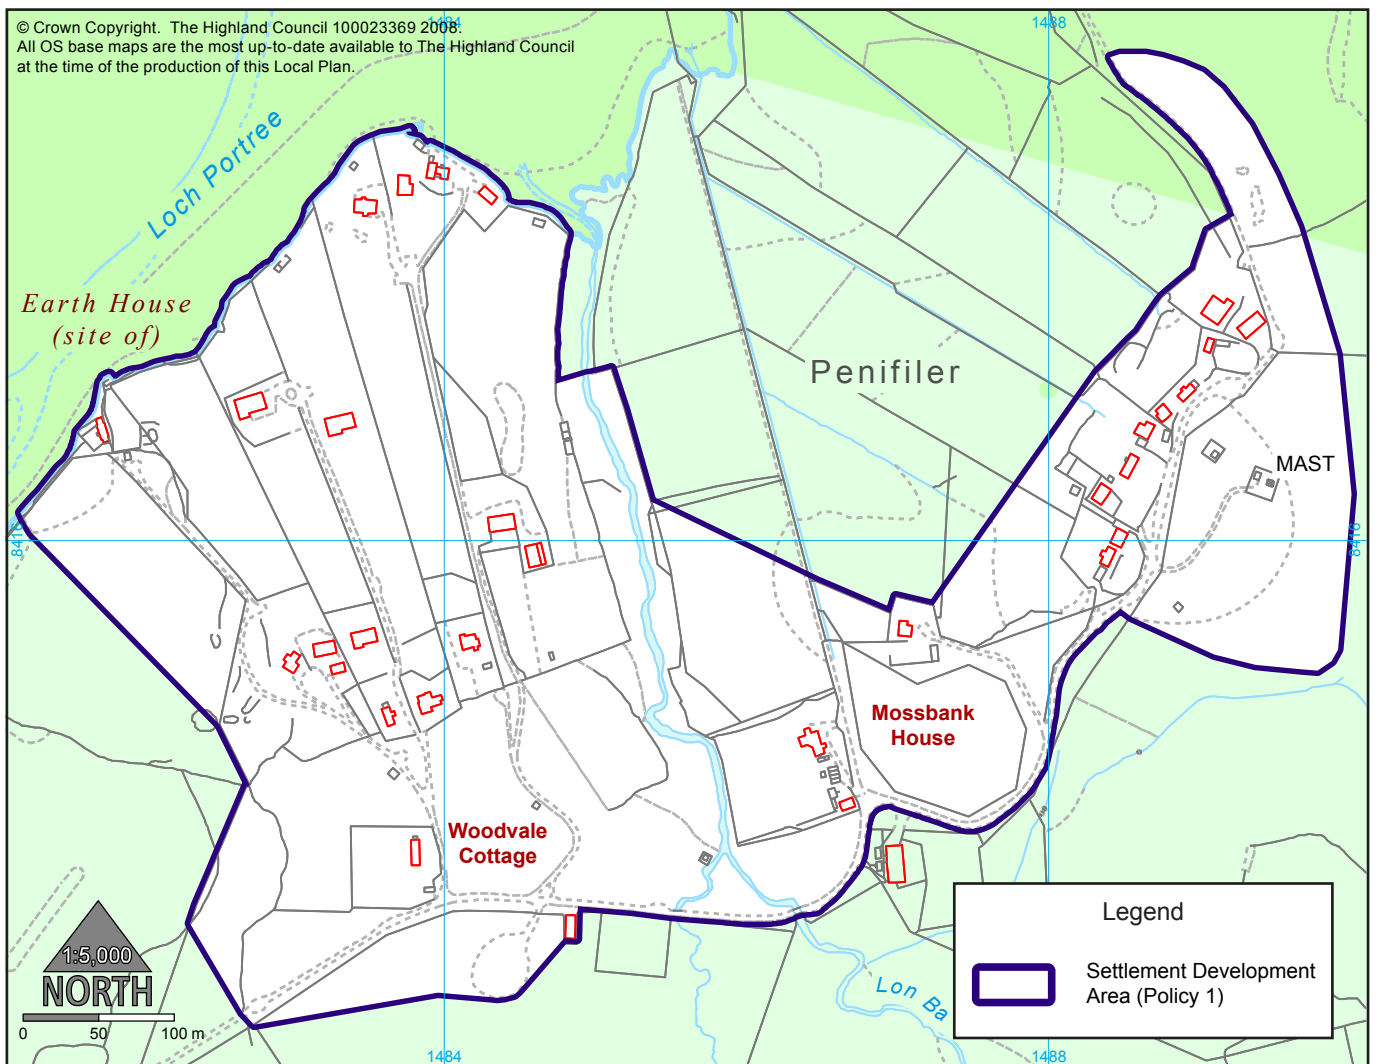 © Crown Copyright. The Highland Council 100023369 2008.
All OS base maps are the most up-to-date available to The Highland Council
at the time of the production of this Local Plan.
1484
1488
Loch Portree
Earth House
(site of)
Penifiler
MAST
8416
8416
Mossbank
House
Woodvale
Cottage
1:5,000
NORTH
0 50 100 m
Lon Ba
Legend
Settlement Development
Area (Policy 1)
1484
1488